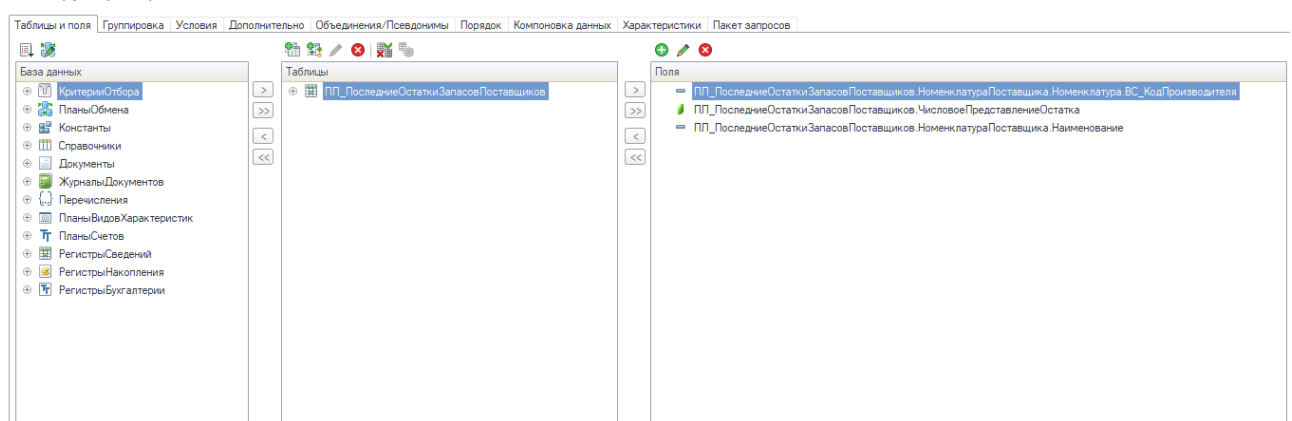 Таблицы и поля Группировка Условия Дополнительно Объединения/Псевдонимы Порядок Компоновка данных Характеристики Пакет запросов
База данных
КритерииОтбора
ПланыОбмена
Константы
Справочники
Документы
ЖурналыДокументов
Перечисления
ПланыВидовХарактеристик
ПланыСчетов
РегистрыСведений
РегистрыНакопления
РегистрыБухгалтерии
>
>>
<
<<
Таблицы
ПП_ПоследниеОстаткиЗапасовПоставщиков
>
>>
<
<<
Поля
ПП_ПоследниеОстаткиЗапасовПоставщиков.НоменклатураПоставщика.Номенклатура.ВС_КодПроизводителя
ПП_ПоследниеОстаткиЗапасовПоставщиков.ЧисловоеПредставлениеОстатка
ПП_ПоследниеОстаткиЗапасовПоставщиков.НоменклатураПоставщика.Наименование